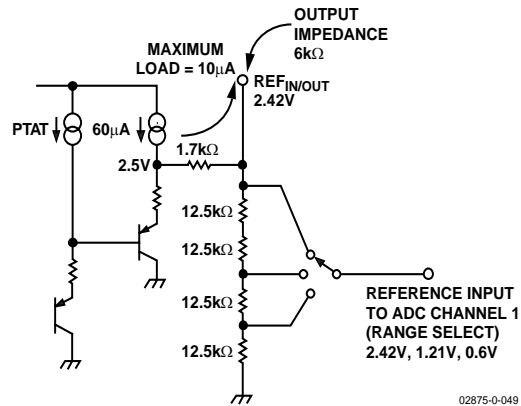 OUTPUT
IMPEDANCE
6kΩ
MAXIMUM
LOAD = 10μA
REFIN/OUT
2.42V
PTAT
60μA
1.7kΩ
2.5V
12.5kΩ
12.5kΩ
12.5kΩ
12.5kΩ
REFERENCE INPUT
TO ADC CHANNEL 1
(RANGE SELECT)
2.42V, 1.21V, 0.6V
02875-0-049